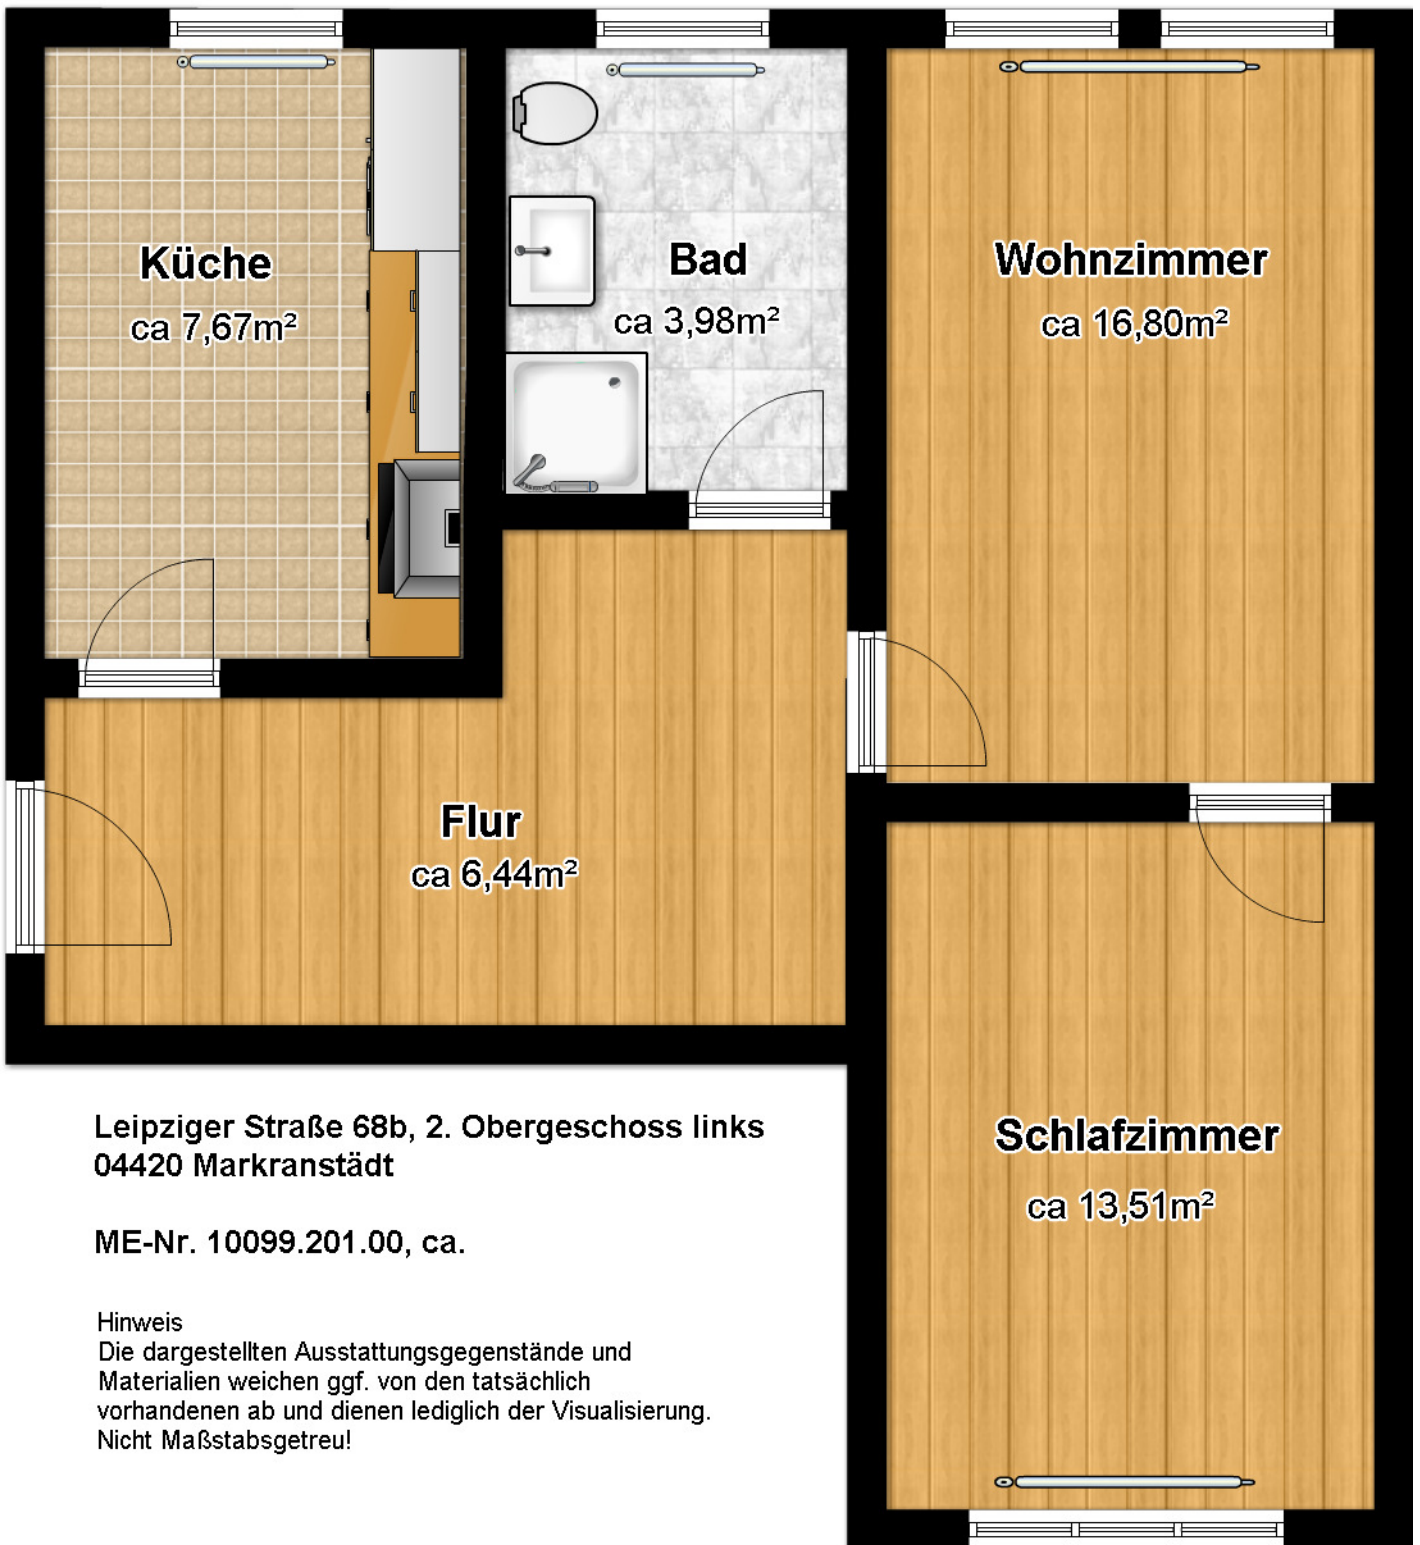 Küche
ca 7,67m²
Bad
ca 3,98m²
Wohnzimmer
ca 16,80m²
Flur
ca 6,44m²
Schlafzimmer
ca 13,51m²
Leipziger Straße 68b, 2. Obergeschoss links
04420 Markranstädt
ME-Nr. 10099.201.00, ca.
Hinweis
Die dargestellten Ausstattungsgegenstände und
Materialien weichen ggf. von den tatsächlich
vorhandenen ab und dienen lediglich der Visualisierung.
Nicht Maßstabsgetreu!